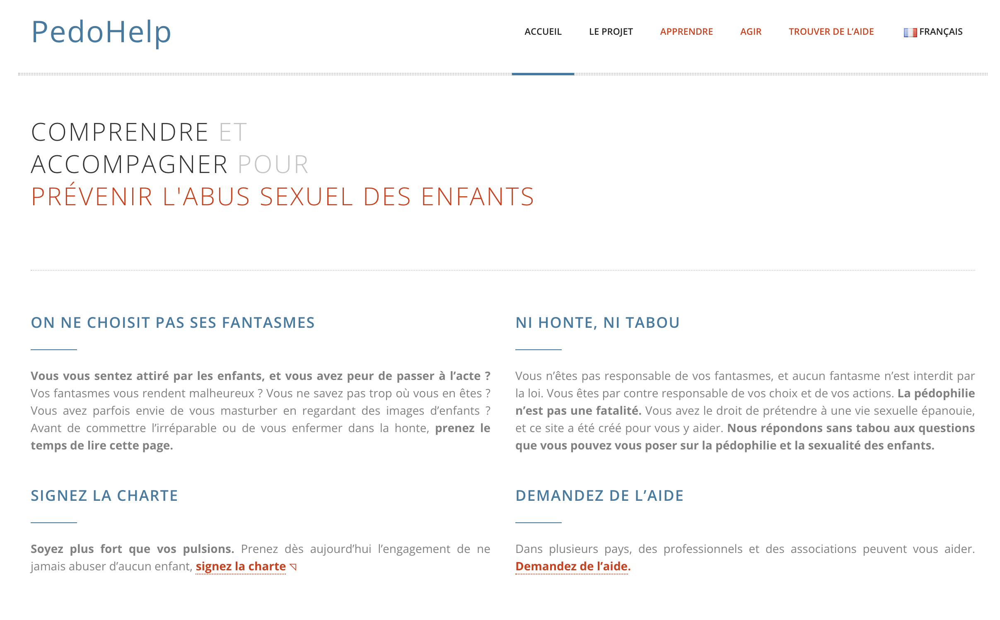 PedoHelp
ACCUEIL LE PROJET APPRENDRE AGIR TROUVER DE L’AIDE FRANÇAIS
COMPRENDRE ET
ACCOMPAGNER POUR
PRÉVENIR L'ABUS SEXUEL DES ENFANTS
ON NE CHOISIT PAS SES FANTASMES
Vous vous sentez attiré par les enfants, et vous avez peur de passer à l’acte ?
Vos fantasmes vous rendent malheureux ? Vous ne savez pas trop où vous en êtes ?
Vous avez parfois envie de vous masturber en regardant des images d’enfants ?
Avant de commettre l’irréparable ou de vous enfermer dans la honte, prenez le
temps de lire cette page.
NI HONTE, NI TABOU
Vous n’êtes pas responsable de vos fantasmes, et aucun fantasme n’est interdit par
la loi. Vous êtes par contre responsable de vos choix et de vos actions. La pédophilie
n’est pas une fatalité. Vous avez le droit de prétendre à une vie sexuelle épanouie,
et ce site a été créé pour vous y aider. Nous répondons sans tabou aux questions
que vous pouvez vous poser sur la pédophilie et la sexualité des enfants.
SIGNEZ LA CHARTE
Soyez plus fort que vos pulsions. Prenez dès aujourd’hui l’engagement de ne
jamais abuser d’aucun enfant, signez la charte
DEMANDEZ DE L’AIDE
Dans plusieurs pays, des professionnels et des associations peuvent vous aider.
Demandez de l’aide.